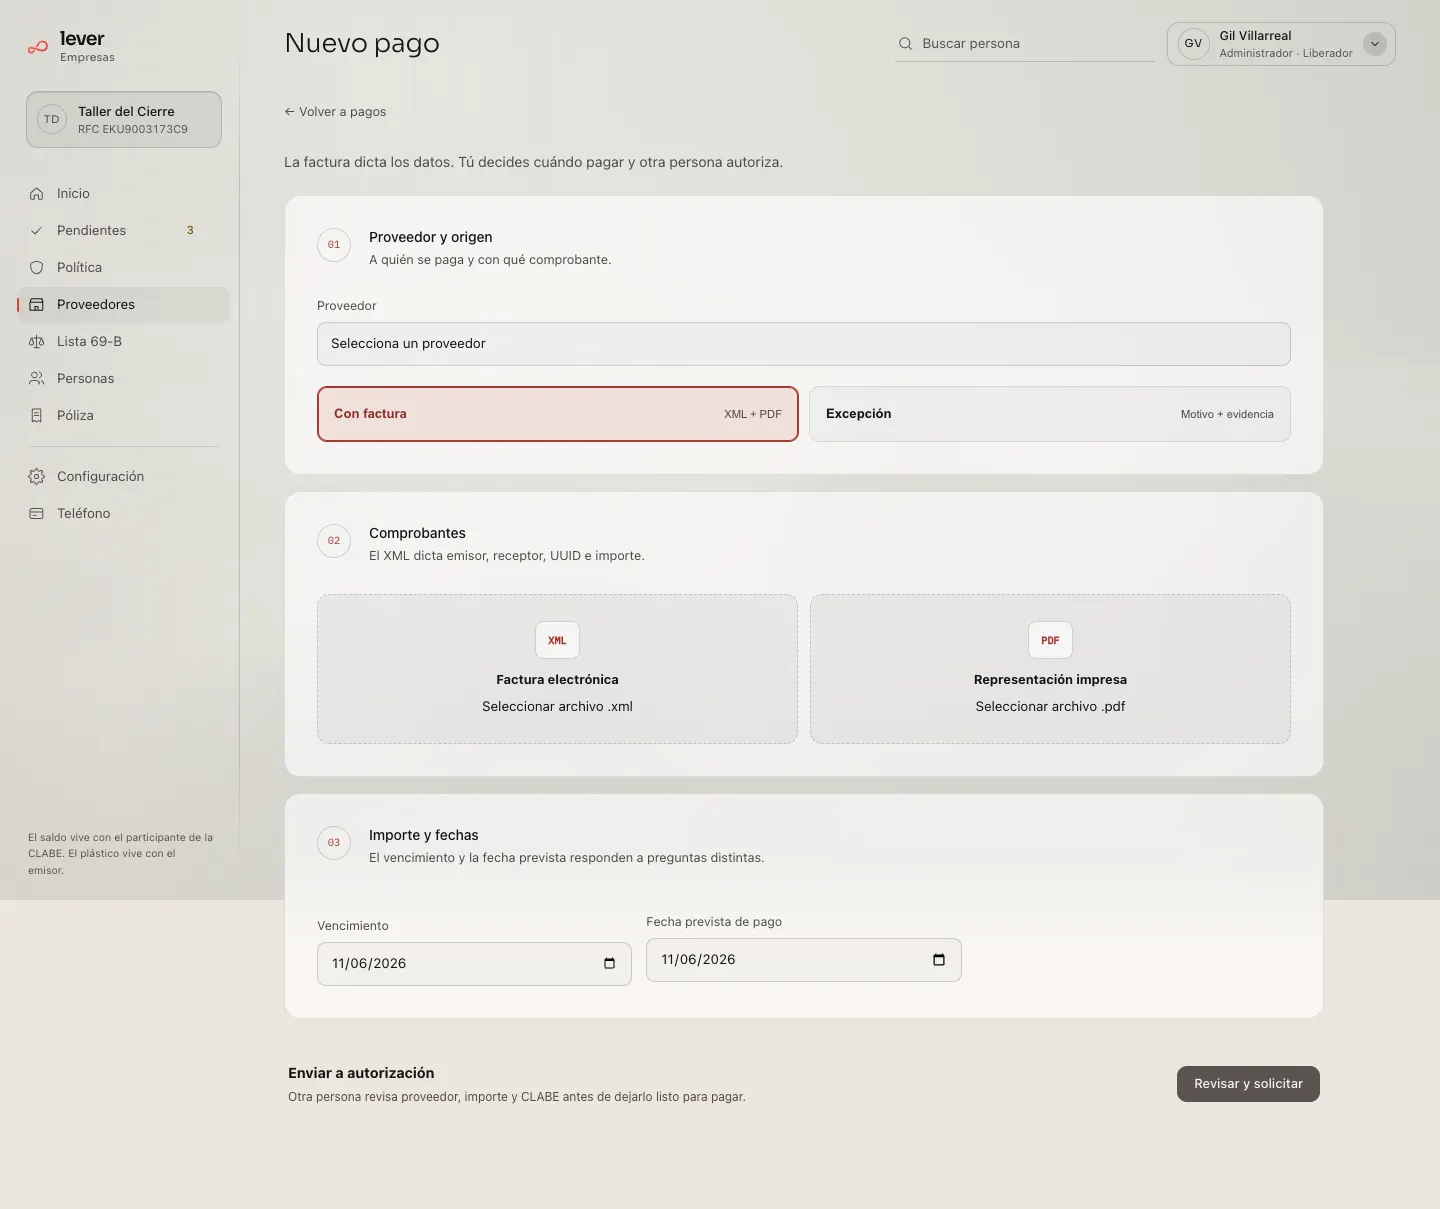 lever
Empresas
Nuevo pago
Buscar persona
GV
Gil Villarreal
Administrador · Liberador
TD
Taller del Cierre
RFC EKU9003173C9
Inicio
Pendientes 3
Política
Proveedores
Lista 69-B
Personas
Póliza
Configuración
Teléfono
El saldo vive con el participante de la
CLABE. El plástico vive con el
emisor.
← Volver a pagos
La factura dicta los datos. Tú decides cuándo pagar y otra persona autoriza.
01
Proveedor y origen
A quién se paga y con qué comprobante.
Proveedor
Selecciona un proveedor
Con factura XML + PDF
Excepción Motivo + evidencia
02
Comprobantes
El XML dicta emisor, receptor, UUID e importe.
XML
Factura electrónica
Seleccionar archivo .xml
PDF
Representación impresa
Seleccionar archivo .pdf
03
Importe y fechas
El vencimiento y la fecha prevista responden a preguntas distintas.
Vencimiento
11/06/2026
Fecha prevista de pago
11/06/2026
Enviar a autorización
Otra persona revisa proveedor, importe y CLABE antes de dejarlo listo para pagar.
Revisar y solicitar